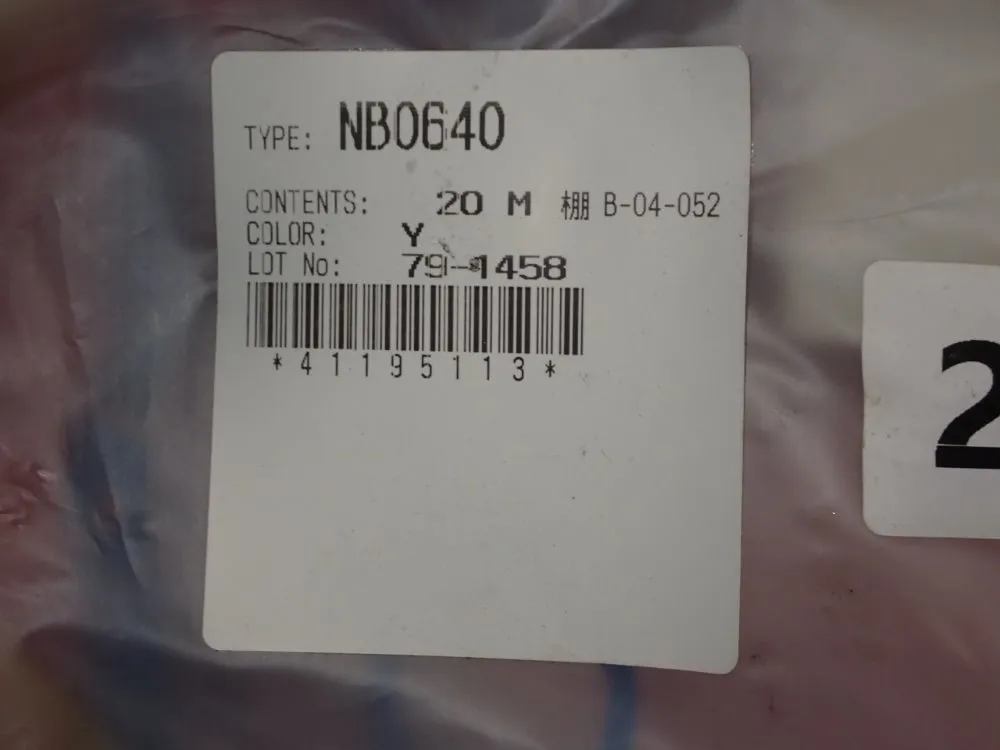 TYPE: NB0640
CONTENTS: 20 M 棚 B-04-052
COLOR: Y
LOT No: 79-1458
*41195113*
2